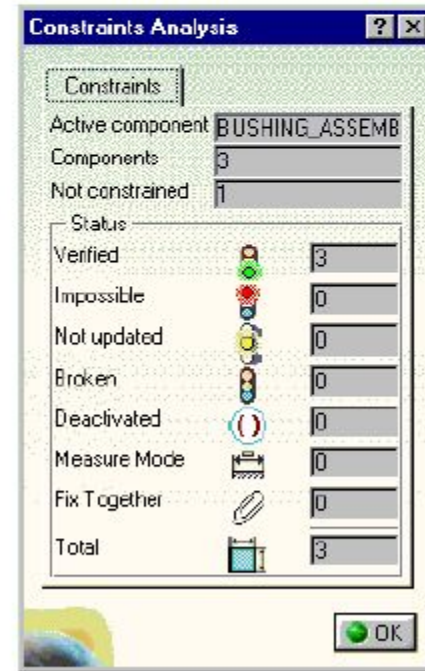 Constraints Analysis ? ×
Constraints
Active component BUSHING_ASSEMB
Components 3
Not constrained 1
Status
Verified 3
Impossible 0
Not updated 0
Broken 0
Deactivated 0
Measure Mode 0
Fix Together 0
Total 3
OK